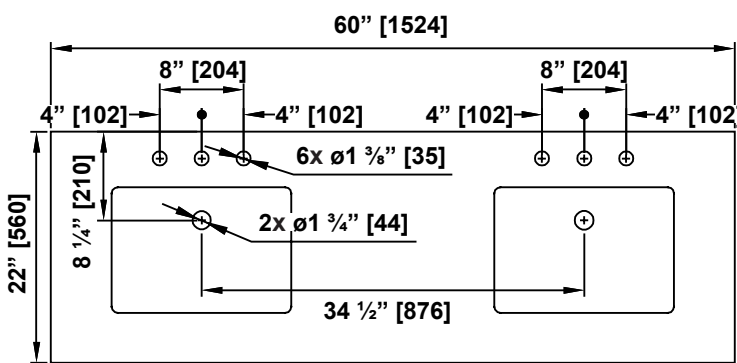 60” [1524]
8” [204]
8” [204]
4” [102]
4” [102]
4” [102]
4” [102
6x ø1 ⅜” [35]
8 ¼” [210]
2x ø1 ¾” [44]
22” [560]
34 ½” [876]